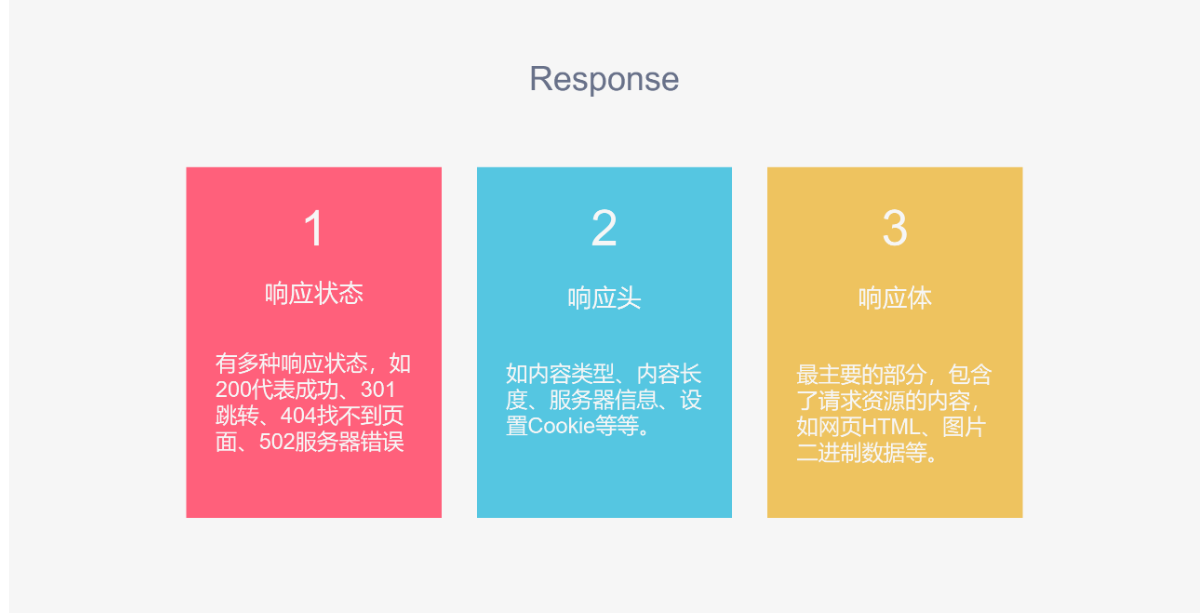 Response
1
响应状态
有多种响应状态，如
200代表成功、301
跳转、404找不到页
面、502服务器错误
2
响应头
如内容类型、内容长
度、服务器信息、设
置Cookie等等。
3
响应体
最主要的部分，包含
了请求资源的内容，
如网页HTML、图片
二进制数据等。